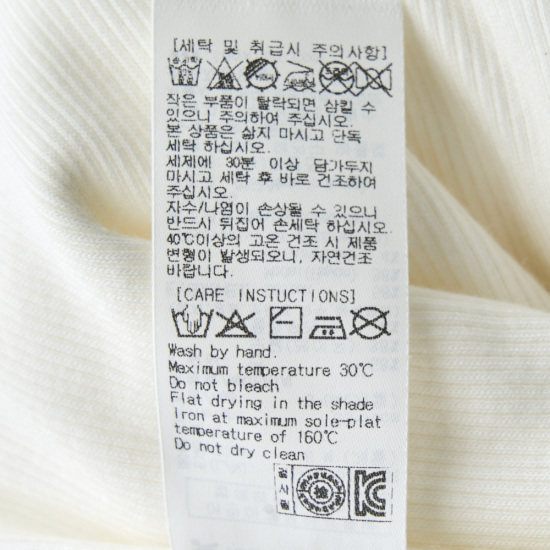 [세탁 및 취급시 주의사항]
작은 부품이 탈락되면 삼킬 수
있으니 주의하여 주십시오.
본 상품은 삶지 마시고 단독
세탁 하십시오.
세제에 30분 이상 담가두지
마시고 세탁 후 바로 건조하여
주십시오.
자수/나염이 손상될 수 있으니
반드시 뒤집어 손세탁 하십시오.
40℃이상의 고온 건조 시 제품
변형이 발생되오니, 자연건조
바랍니다.
[CARE INSTUCTIONS]
Wash by hand.
Maximum temperature 30℃
Do not bleach
Flat drying in the shade
Iron at maximum sole-plat
temperature of 160℃
Do not dry clean
검사필
檢
KC